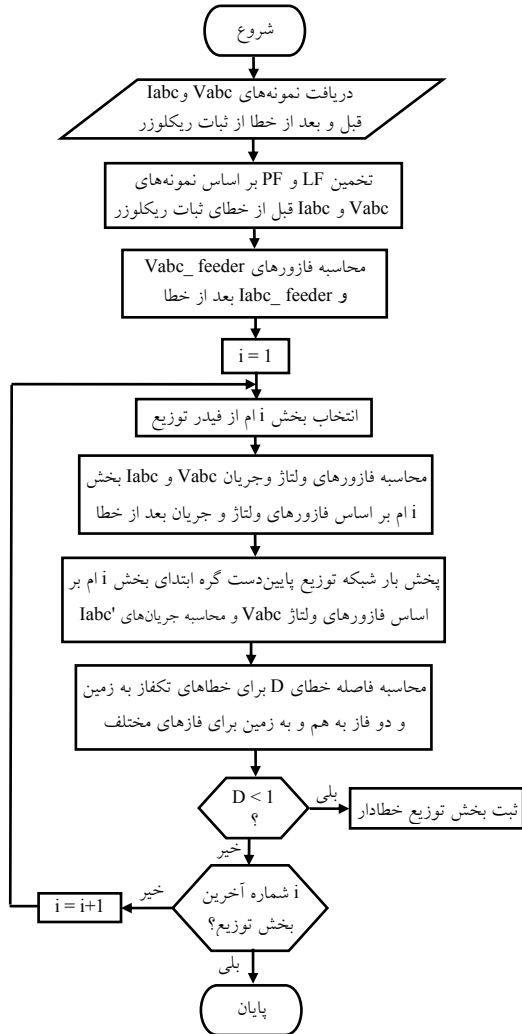 شروع
دریافت نمونه‌های Vabc وIabc
قبل و بعد از خطا از ثبات ریکلوزر
تخمین LF و PF بر اساس نمونه‌های
Vabc و Iabc قبل از خطای ثبات ریکلوزر
محاسبه فازورهای Vabc_ feeder
و Iabc_ feeder بعد از خطا
i = 1
انتخاب بخش i ام از فیدر توزیع
محاسبه فازورهای ولتاژ وجریان Vabc و Iabc بخش
i ام بر اساس فازورهای ولتاژ و جریان بعد از خطا
پخش بار شبکه توزیع پایین‌دست گره ابتدای بخش i ام بر
اساس فازورهای ولتاژ Vabc و محاسبه جریان‌های Iabc'
محاسبه فاصله خطای D برای خطاهای تکفاز به زمین
و دو فاز به هم و به زمین برای فازهای مختلف
D < 1
؟
بلی
ثبت بخش توزیع خطادار
خیر
i شماره آخرین
بخش توزیع؟
خیر
i = i+1
بلی
پایان